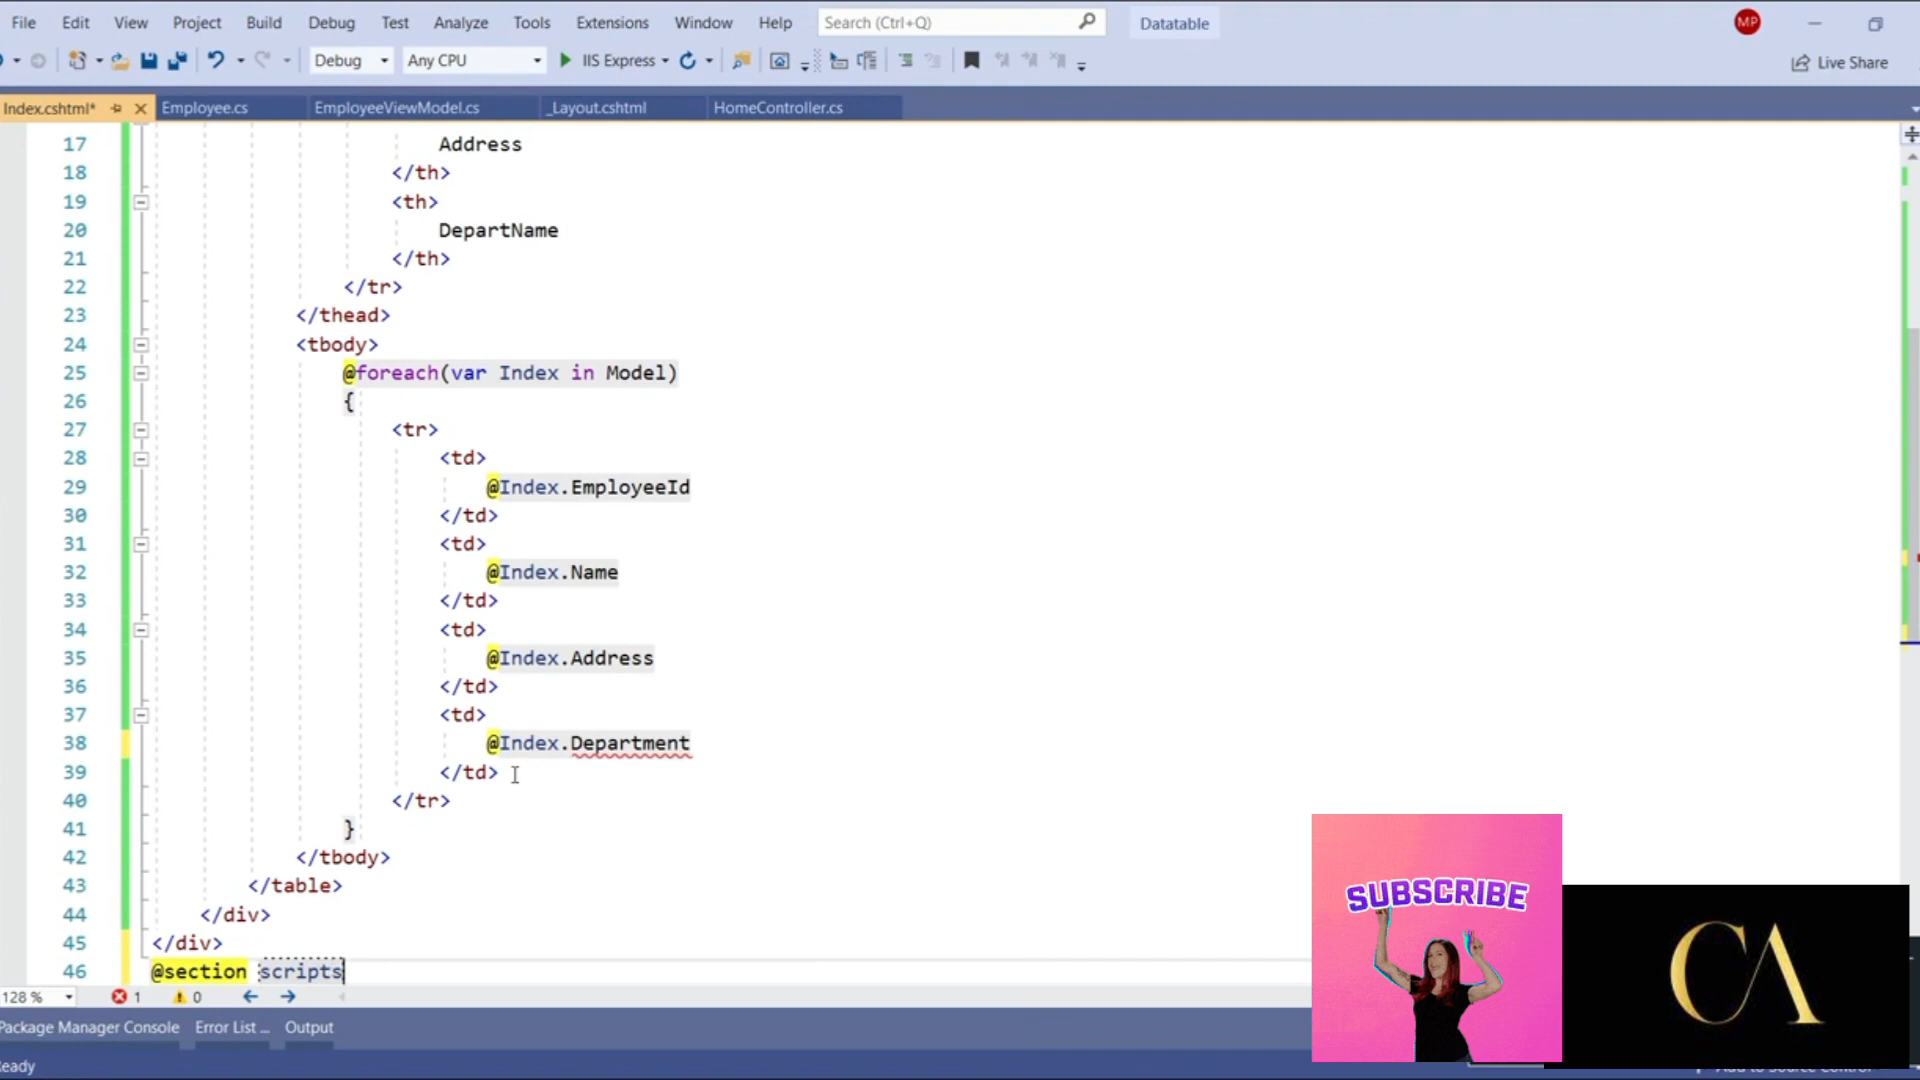 File Edit View Project Build Debug Test Analyze Tools Extensions Window Help Search (Ctrl+Q) Datatable MP
Debug Any CPU IIS Express Live Share
Index.cshtml* Employee.cs EmployeeViewModel.cs _Layout.cshtml HomeController.cs
17 Address
18 </th>
19 <th>
20 DepartName
21 </th>
22 </tr>
23 </thead>
24 <tbody>
25 @foreach(var Index in Model)
26 {
27 <tr>
28 <td>
29 @Index.EmployeeId
30 </td>
31 <td>
32 @Index.Name
33 </td>
34 <td>
35 @Index.Address
36 </td>
37 <td>
38 @Index.Department
39 </td>
40 </tr>
41 }
42 </tbody>
43 </table>
44 </div>
45 </div>
46 @section scripts
SUBSCRIBE
CA
128 % 1 0
Package Manager Console Error List ... Output
eady